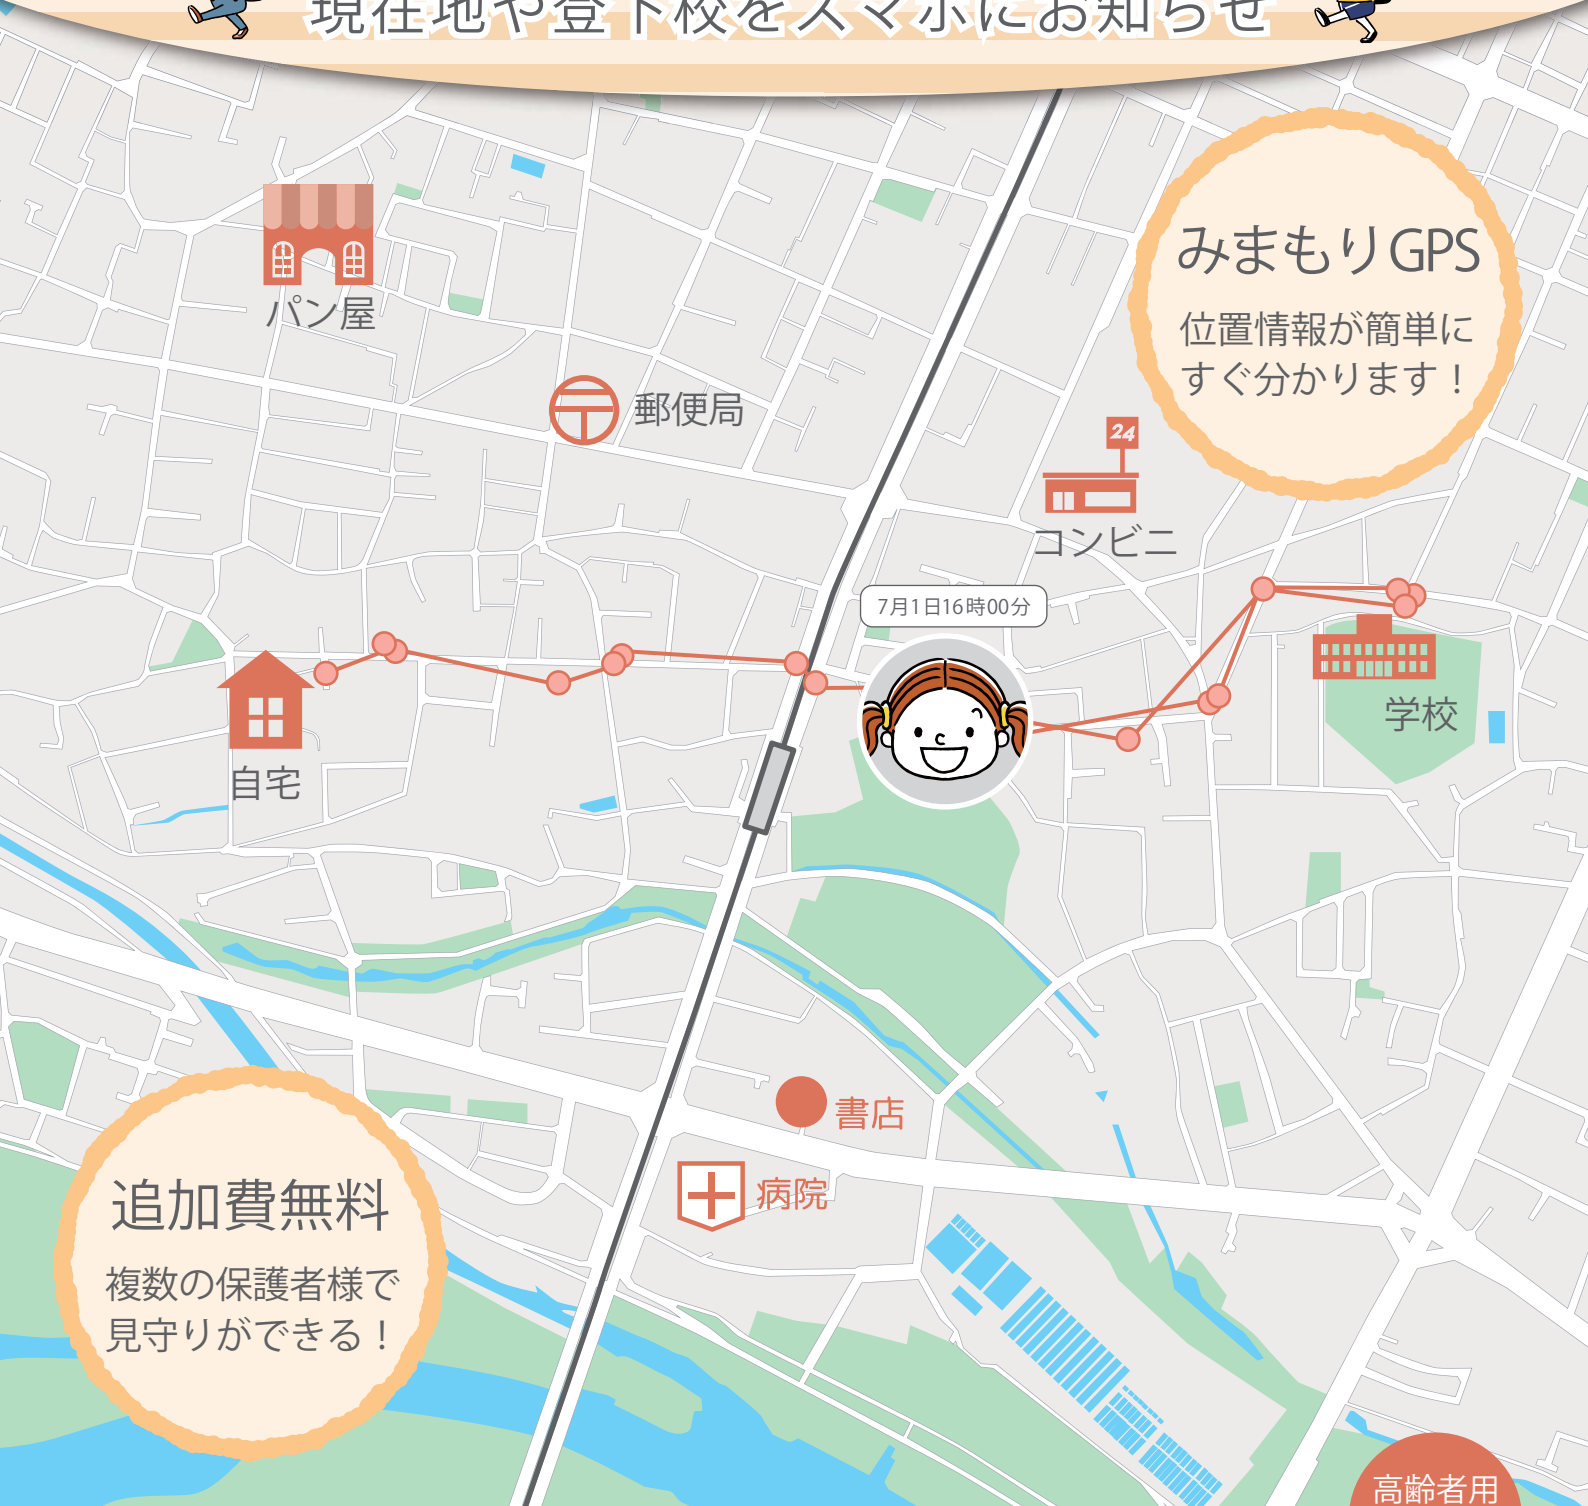 現在地や登下校をスマホにお知らせ
みまもりGPS
位置情報が簡単に
すぐ分かります！
パン屋
郵便局
24
コンビニ
7月1日16時00分
学校
自宅
書店
病院
追加費無料
複数の保護者様で
見守りができる！
高齢者用